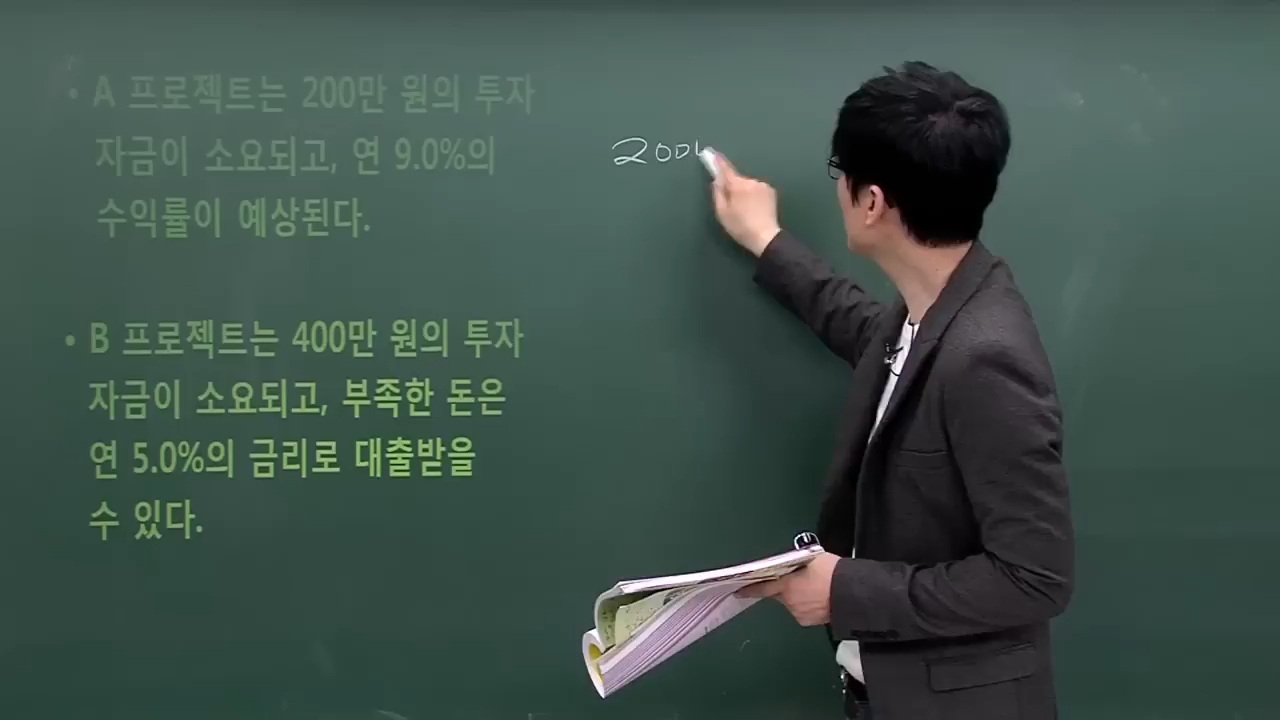 • A 프로젝트는 200만 원의 투자
자금이 소요되고, 연 9.0%의
수익률이 예상된다.
• B 프로젝트는 400만 원의 투자
자금이 소요되고, 부족한 돈은
연 5.0%의 금리로 대출받을
수 있다.
200